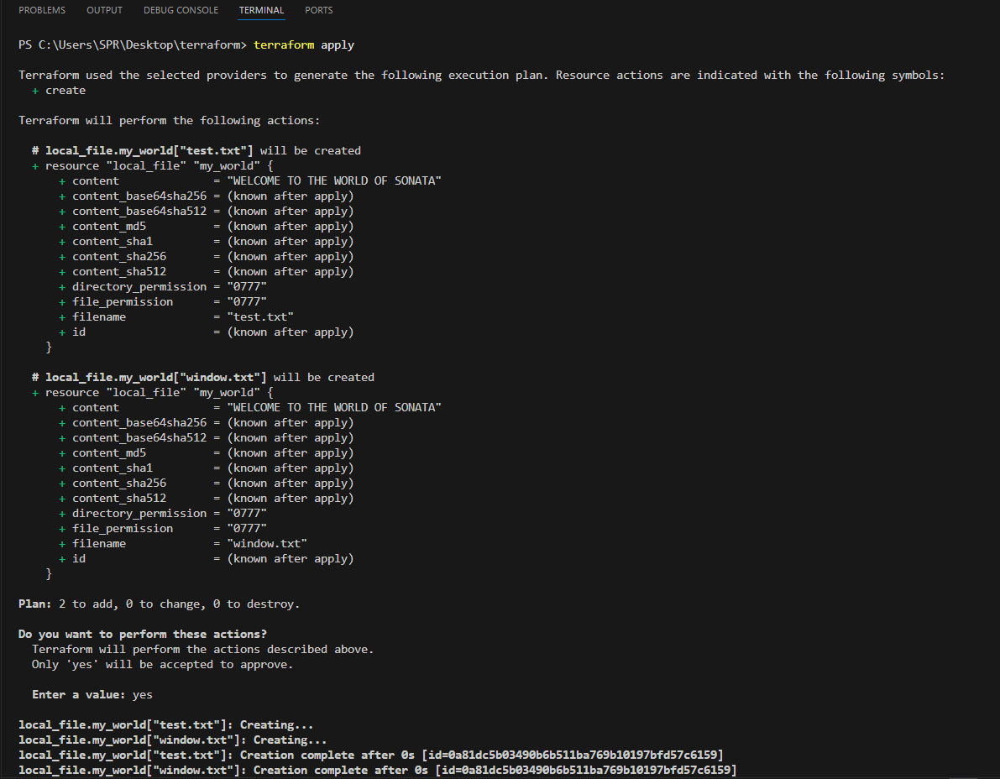 PROBLEMS OUTPUT DEBUG CONSOLE TERMINAL PORTS
PS C:\Users\SPR\Desktop\terraform> terraform apply
Terraform used the selected providers to generate the following execution plan. Resource actions are indicated with the following symbols:
+ create
Terraform will perform the following actions:
# local_file.my_world["test.txt"] will be created
+ resource "local_file" "my_world" {
+ content = "WELCOME TO THE WORLD OF SONATA"
+ content_base64sha256 = (known after apply)
+ content_base64sha512 = (known after apply)
+ content_md5 = (known after apply)
+ content_sha1 = (known after apply)
+ content_sha256 = (known after apply)
+ content_sha512 = (known after apply)
+ directory_permission = "0777"
+ file_permission = "0777"
+ filename = "test.txt"
+ id = (known after apply)
}
# local_file.my_world["window.txt"] will be created
+ resource "local_file" "my_world" {
+ content = "WELCOME TO THE WORLD OF SONATA"
+ content_base64sha256 = (known after apply)
+ content_base64sha512 = (known after apply)
+ content_md5 = (known after apply)
+ content_sha1 = (known after apply)
+ content_sha256 = (known after apply)
+ content_sha512 = (known after apply)
+ directory_permission = "0777"
+ file_permission = "0777"
+ filename = "window.txt"
+ id = (known after apply)
}
Plan: 2 to add, 0 to change, 0 to destroy.
Do you want to perform these actions?
Terraform will perform the actions described above.
Only 'yes' will be accepted to approve.
Enter a value: yes
local_file.my_world["test.txt"]: Creating...
local_file.my_world["window.txt"]: Creating...
local_file.my_world["test.txt"]: Creation complete after 0s [id=0a81dc5b03490b6b511ba769b10197bfd57c6159]
local_file.my_world["window.txt"]: Creation complete after 0s [id=0a81dc5b03490b6b511ba769b10197bfd57c6159]